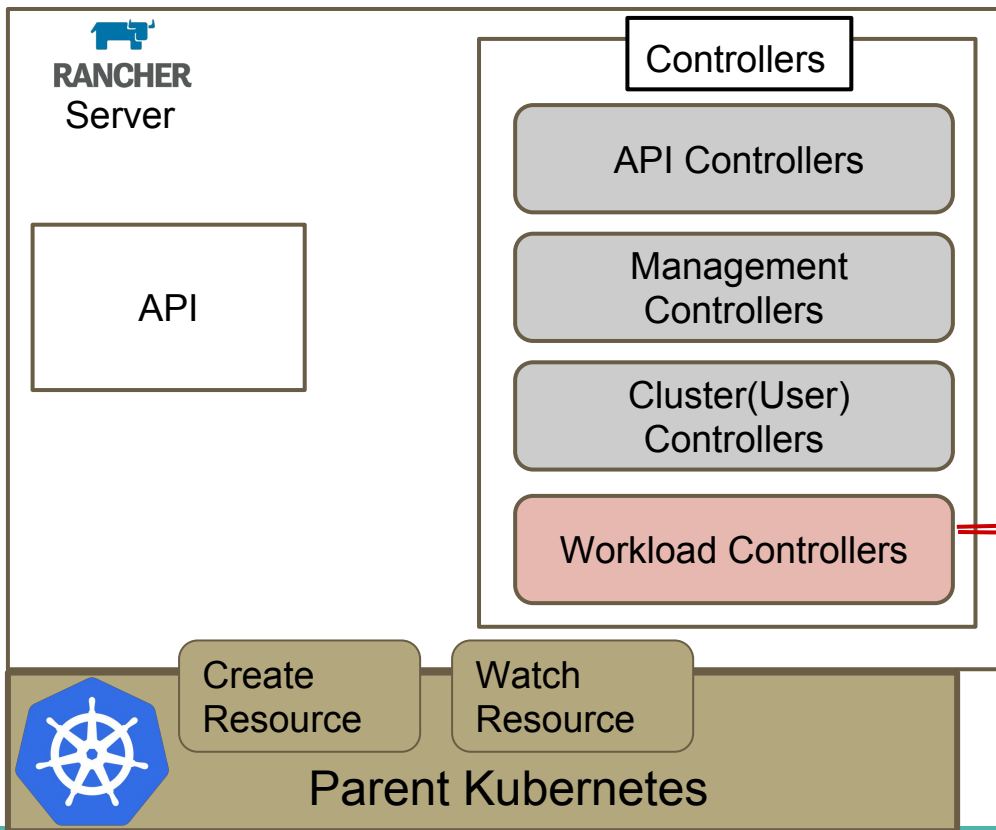 RANCHER
Server
Controllers
API Controllers
API
Management
Controllers
Cluster(User)
Controllers
Workload Controllers
Create
Resource
Watch
Resource
Parent Kubernetes